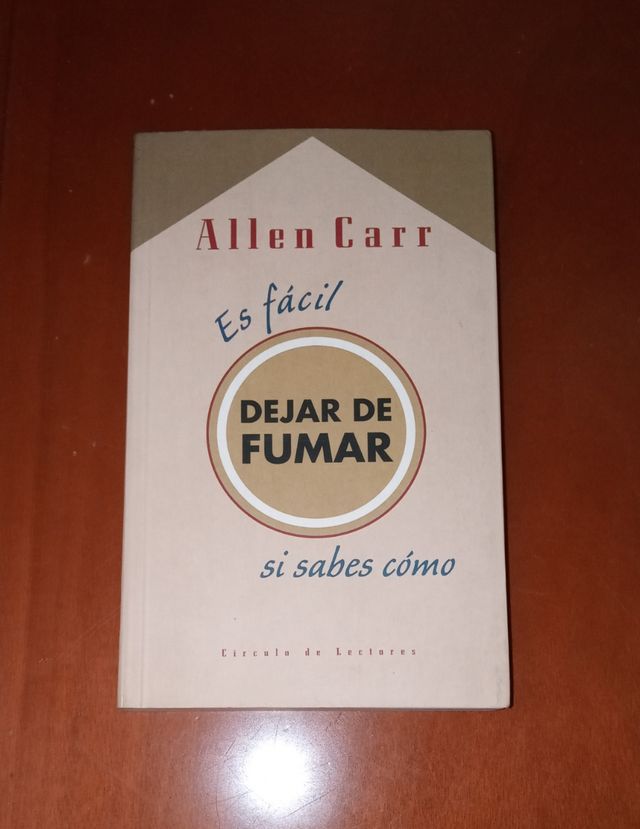 Allen Carr
Es fácil
DEJAR DE
FUMAR
si sabes cómo
Círculo de Lectores